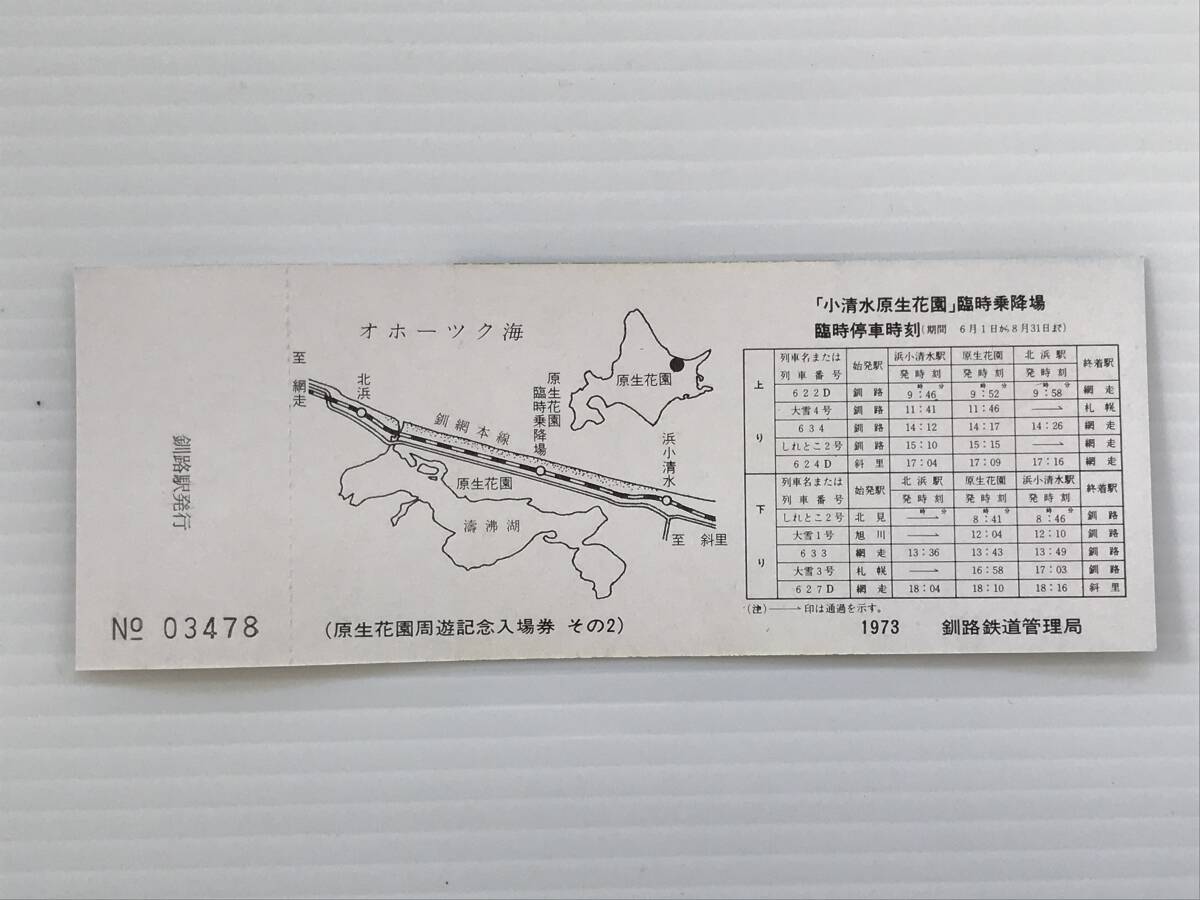 釧路駅発行
№ 03478
オホーツク海
至 網走
北浜
釧網本線
原生花園
臨時乗降場
浜小清水
原生花園
濤沸湖
至 斜里
原生花園
(原生花園周遊記念入場券 その2)
「小清水原生花園」臨時乗降場
臨時停車時刻(期間 6月1日から8月31日まで)
上り
列車名または列車番号 始発駅 浜小清水駅発時刻 原生花園発時刻 北浜駅発時刻 終着駅
622D 釧路 9時46分 9時52分 9時58分 網走
大雪4号 釧路 11:41 11:46 ―→ 札幌
634 釧路 14:12 14:17 14:26 網走
しれとこ2号 釧路 15:10 15:15 ―→ 網走
624D 斜里 17:04 17:09 17:16 網走
下り
列車名または列車番号 始発駅 北浜駅発時刻 原生花園発時刻 浜小清水駅発時刻 終着駅
しれとこ2号 北見 ―→ 8:41 8:46 釧路
大雪1号 旭川 ―→ 12:04 12:10 釧路
633 網走 13:36 13:43 13:49 釧路
大雪3号 札幌 ―→ 16:58 17:03 釧路
627D 網走 18:04 18:10 18:16 斜里
(注)―→印は通過を示す。
1973 釧路鉄道管理局